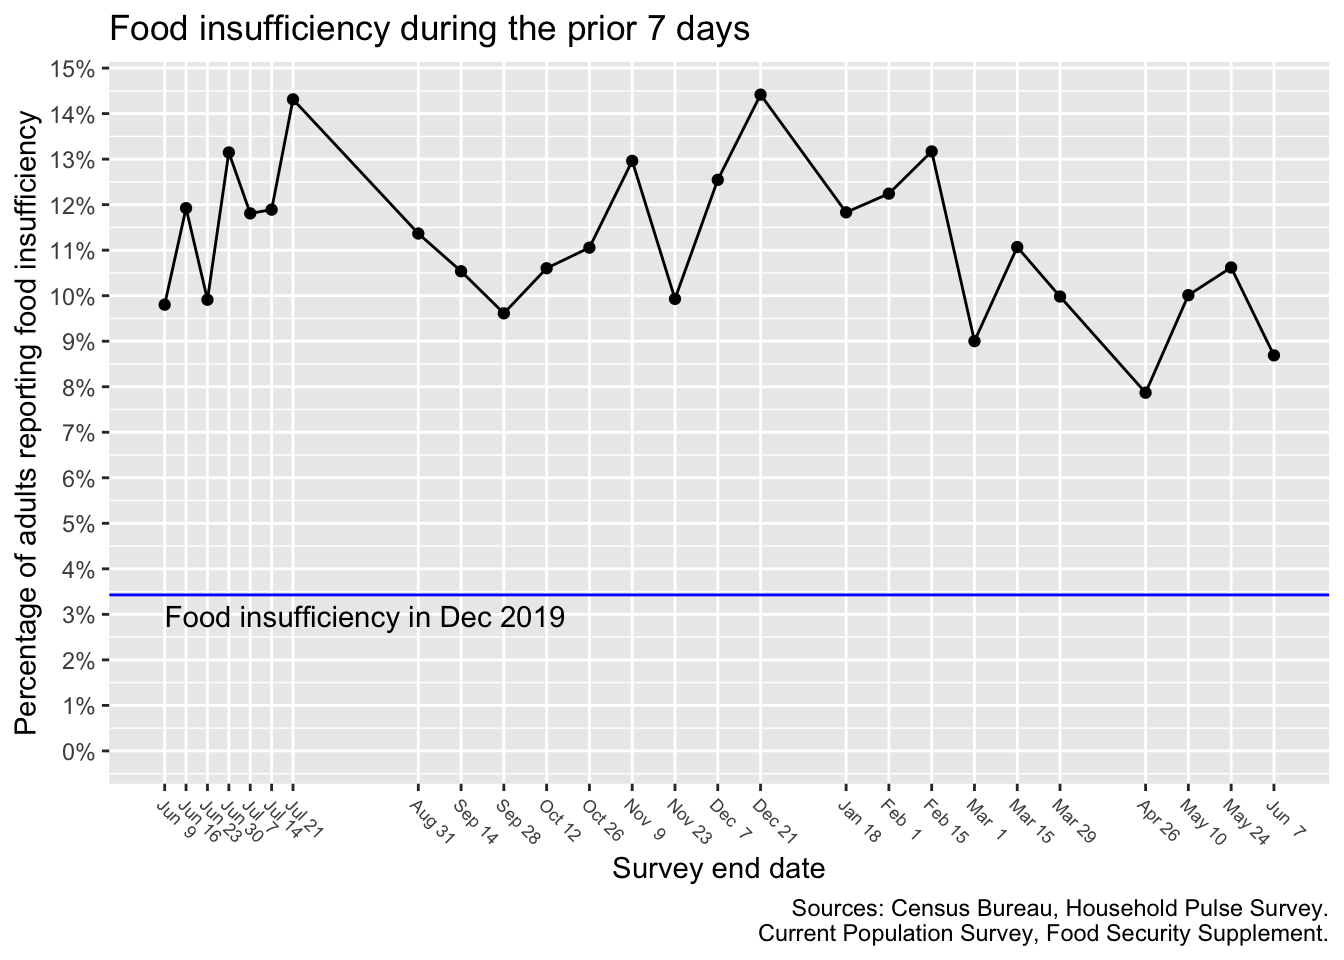 Food insufficiency during the prior 7 days
Percentage of adults reporting food insufficiency
15%
14%
13%
12%
11%
10%
9%
8%
7%
6%
5%
4%
3%
2%
1%
0%
Food insufficiency in Dec 2019
Jun 9
Jun 16
Jun 23
Jun 30
Jul 7
Jul 14
Jul 21
Aug 31
Sep 14
Sep 28
Oct 12
Oct 26
Nov 9
Nov 23
Dec 7
Dec 21
Jan 18
Feb 1
Feb 15
Mar 1
Mar 15
Mar 29
Apr 26
May 10
May 24
Jun 7
Survey end date
Sources: Census Bureau, Household Pulse Survey.
Current Population Survey, Food Security Supplement.